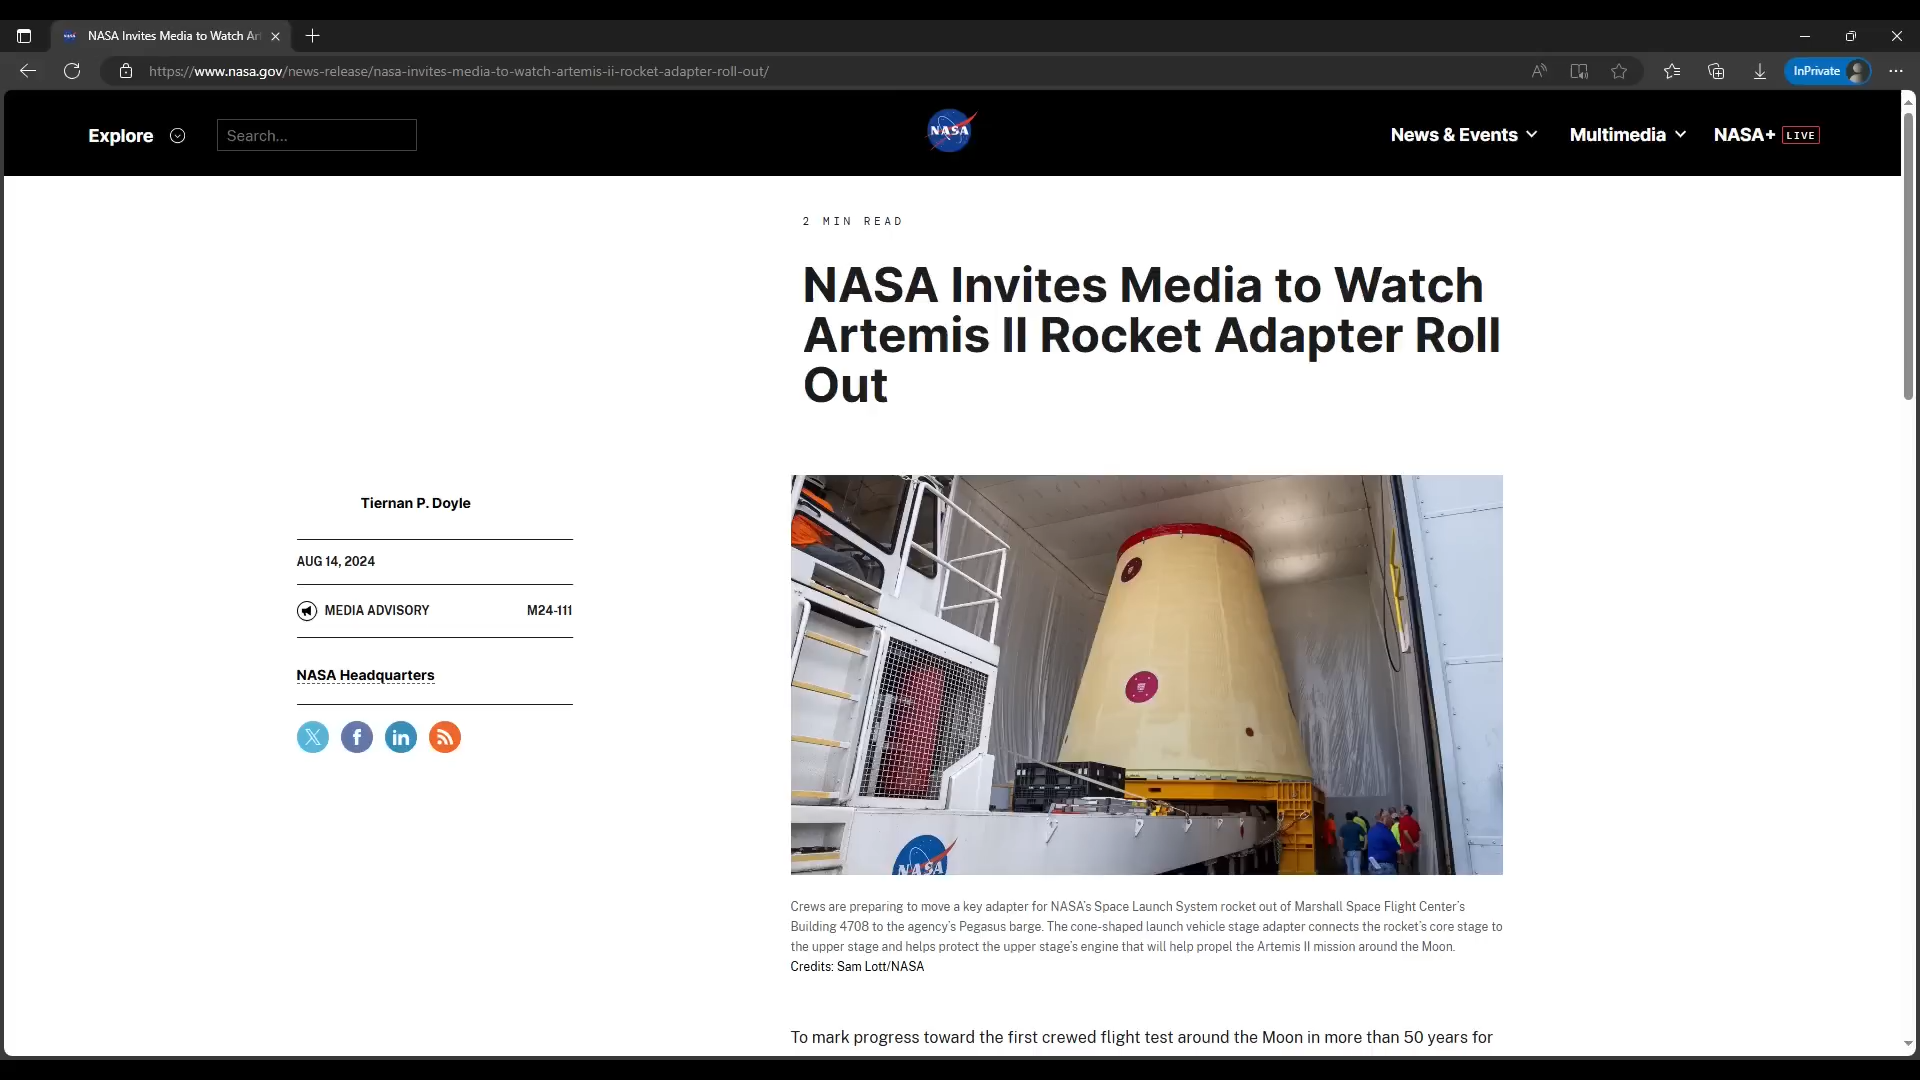 NASA Invites Media to Watch Ar
https://www.nasa.gov/news-release/nasa-invites-media-to-watch-artemis-ii-rocket-adapter-roll-out/
InPrivate
Explore
Search...
NASA
News & Events
Multimedia
NASA+ LIVE
2 MIN READ
NASA Invites Media to Watch
Artemis II Rocket Adapter Roll
Out
Tiernan P. Doyle
AUG 14, 2024
MEDIA ADVISORY M24-111
NASA Headquarters
NASA
Crews are preparing to move a key adapter for NASA's Space Launch System rocket out of Marshall Space Flight Center's
Building 4708 to the agency's Pegasus barge. The cone-shaped launch vehicle stage adapter connects the rocket's core stage to
the upper stage and helps protect the upper stage's engine that will help propel the Artemis II mission around the Moon.
Credits: Sam Lott/NASA
To mark progress toward the first crewed flight test around the Moon in more than 50 years for